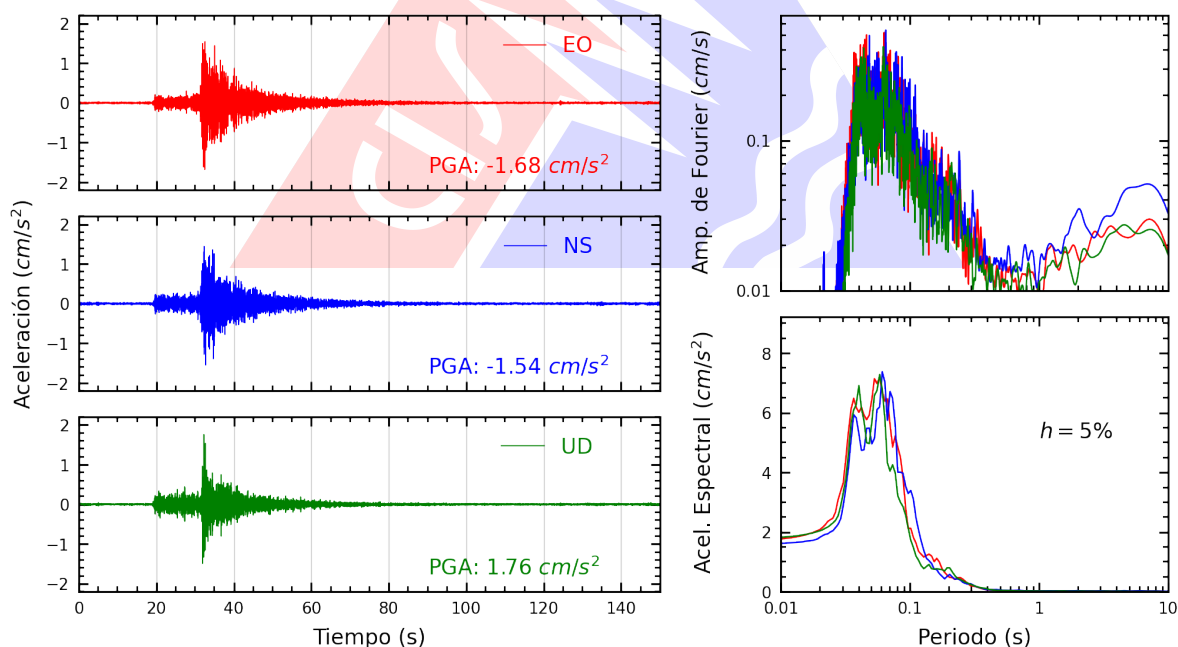 Aceleración (cm/s²)
2
1
0
−1
−2
EO
PGA: -1.68 cm/s²
2
1
0
−1
−2
NS
PGA: -1.54 cm/s²
2
1
0
−1
−2
UD
PGA: 1.76 cm/s²
0 20 40 60 80 100 120 140
Tiempo (s)
Amp. de Fourier (cm/s)
0.1
0.01
Acel. Espectral (cm/s²)
8
6
4
2
0
h = 5%
0.01 0.1 1 10
Periodo (s)